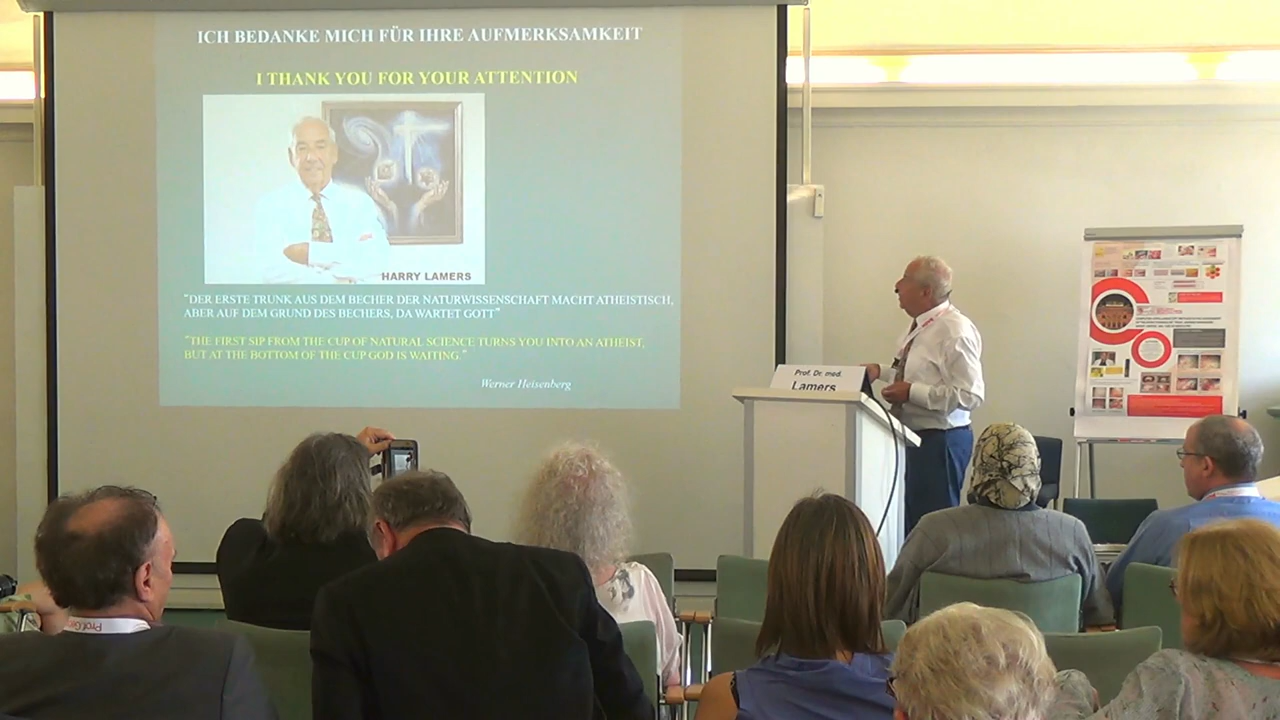 ICH BEDANKE MICH FÜR IHRE AUFMERKSAMKEIT
I THANK YOU FOR YOUR ATTENTION
HARRY LAMERS
"DER ERSTE TRUNK AUS DEM BECHER DER NATURWISSENSCHAFT MACHT ATHEISTISCH,
ABER AUF DEM GRUND DES BECHERS, DA WARTET GOTT"
"THE FIRST SIP FROM THE CUP OF NATURAL SCIENCE TURNS YOU INTO AN ATHEIST,
BUT AT THE BOTTOM OF THE CUP GOD IS WAITING."
Werner Heisenberg
Prof. Dr. med.
Lamers